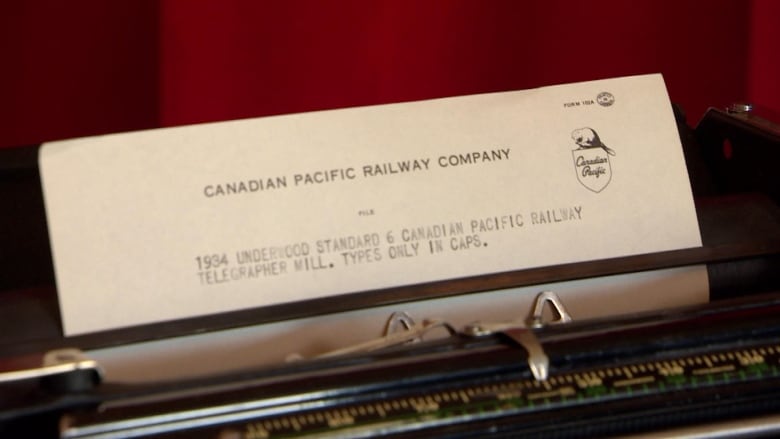 FORM 102A
CANADIAN PACIFIC RAILWAY COMPANY
Canadian
Pacific
FILE
1934 UNDERWOOD STANDARD 6 CANADIAN PACIFIC RAILWAY
TELEGRAPHER MILL. TYPES ONLY IN CAPS.